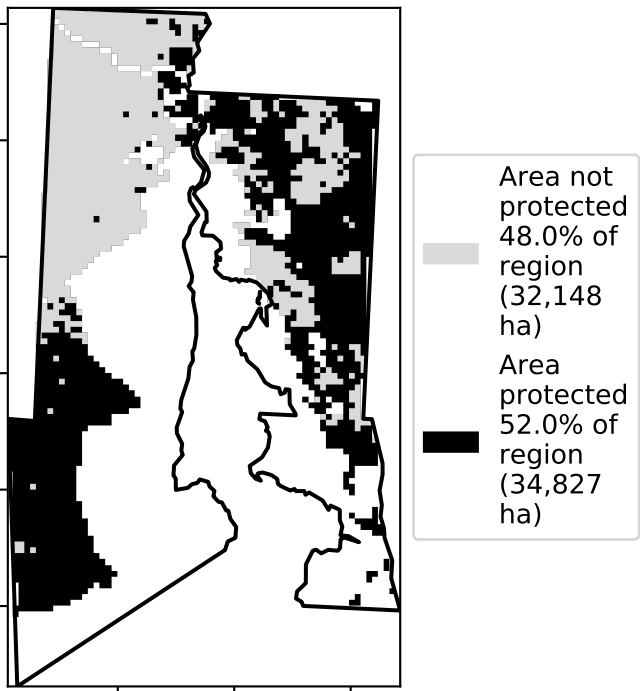 Area not
protected
48.0% of
region
(32,148
ha)
Area
protected
52.0% of
region
(34,827
ha)